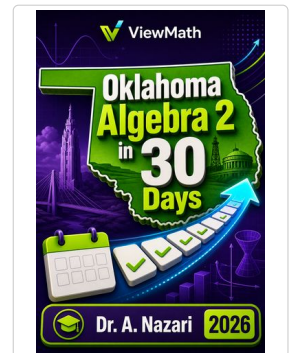 ViewMath
Oklahoma
Algebra 2
in 30
Days
Dr. A. Nazari 2026